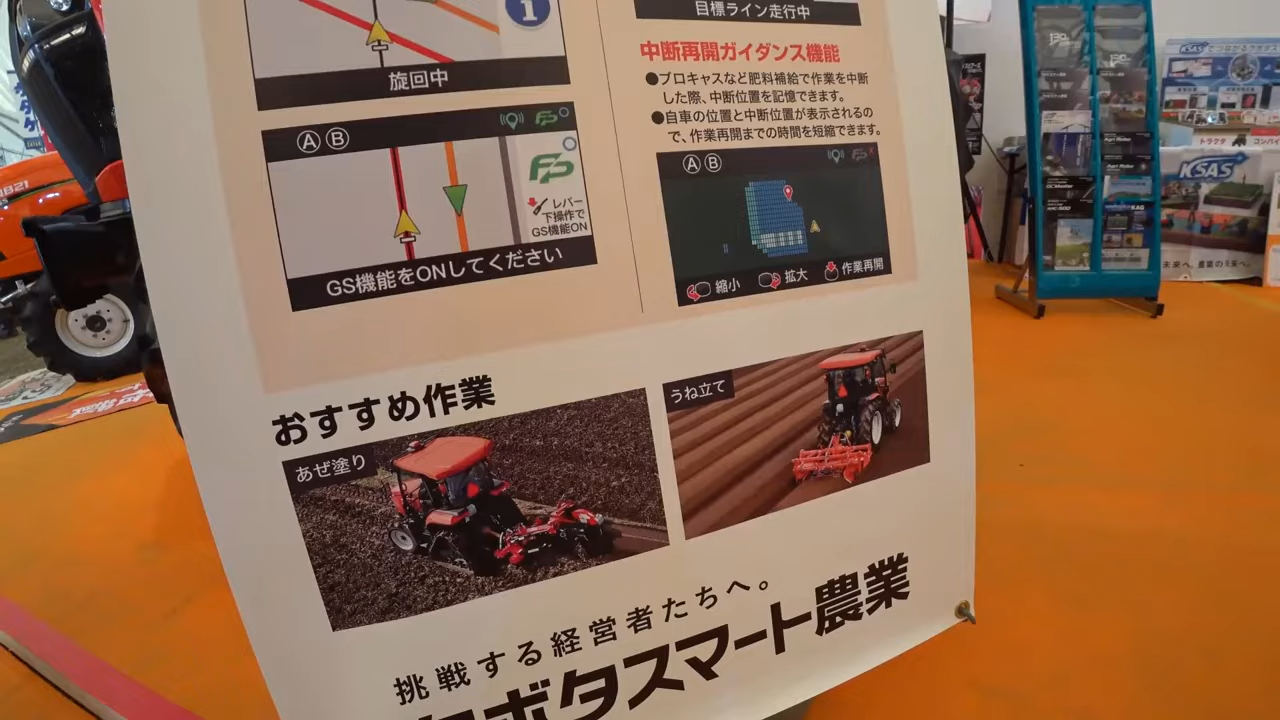 旋回中
A B
FP
レバー
下操作で
GS機能ON
GS機能をONしてください
目標ライン走行中
中断再開ガイダンス機能
●ブロキャスなど肥料補給で作業を中断
した際、中断位置を記憶できます。
●自車の位置と中断位置が表示されるの
で、作業再開までの時間を短縮できます。
A B
縮小 拡大 作業再開
おすすめ作業
あぜ塗り
うね立て
挑戦する経営者たちへ。
ボタスマート農業
KSAS
KSAS
トラクタ